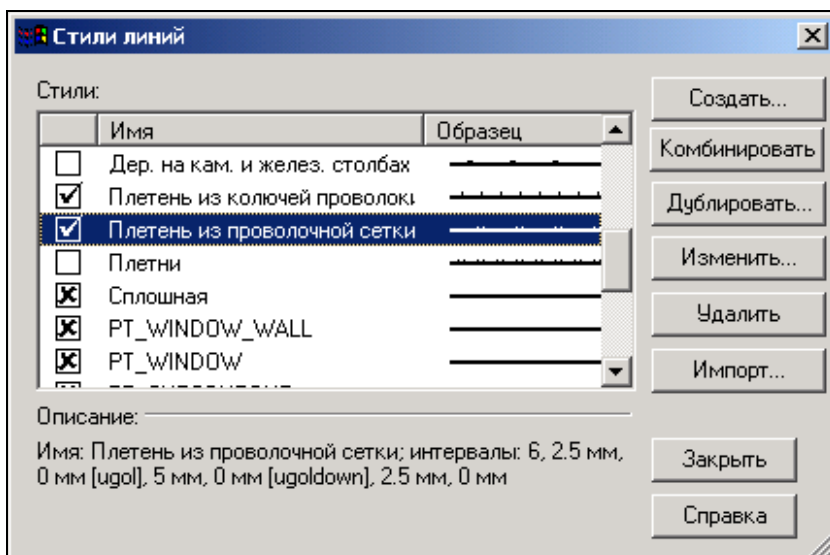 Стили линий
Стили:
Имя Образец
Дер. на кам. и желез. столбах
Плетень из колючей проволоки
Плетень из проволочной сетки
Плетни
Сплошная
PT_WINDOW_WALL
PT_WINDOW
Создать...
Комбинировать
Дублировать...
Изменить...
Удалить
Импорт...
Описание:
Имя: Плетень из проволочной сетки; интервалы: 6, 2.5 мм,
0 мм [ugol], 5 мм, 0 мм [ugoldown], 2.5 мм, 0 мм
Закрыть
Справка